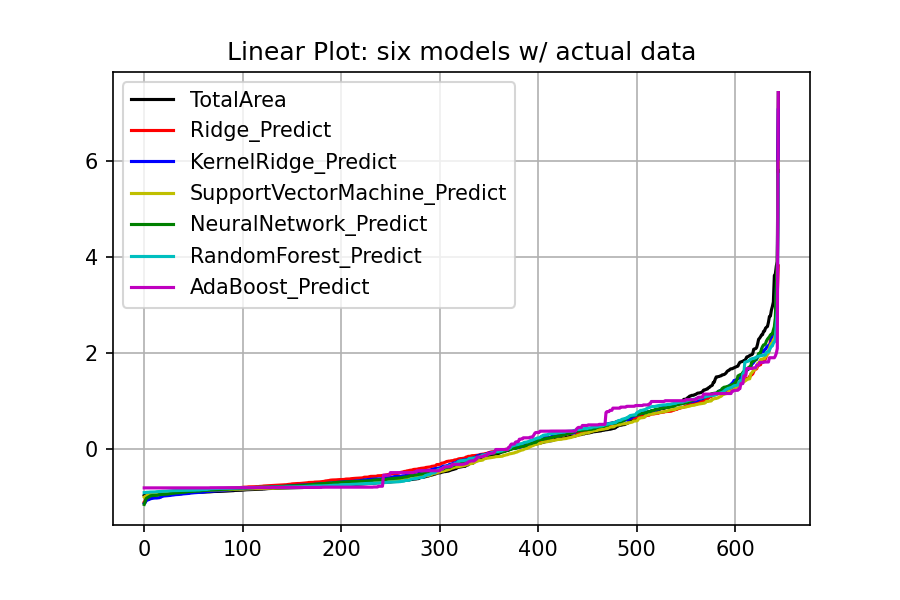 Linear Plot: six models w/ actual data
TotalArea
Ridge_Predict
KernelRidge_Predict
SupportVectorMachine_Predict
NeuralNetwork_Predict
RandomForest_Predict
AdaBoost_Predict
6
4
2
0
0 100 200 300 400 500 600